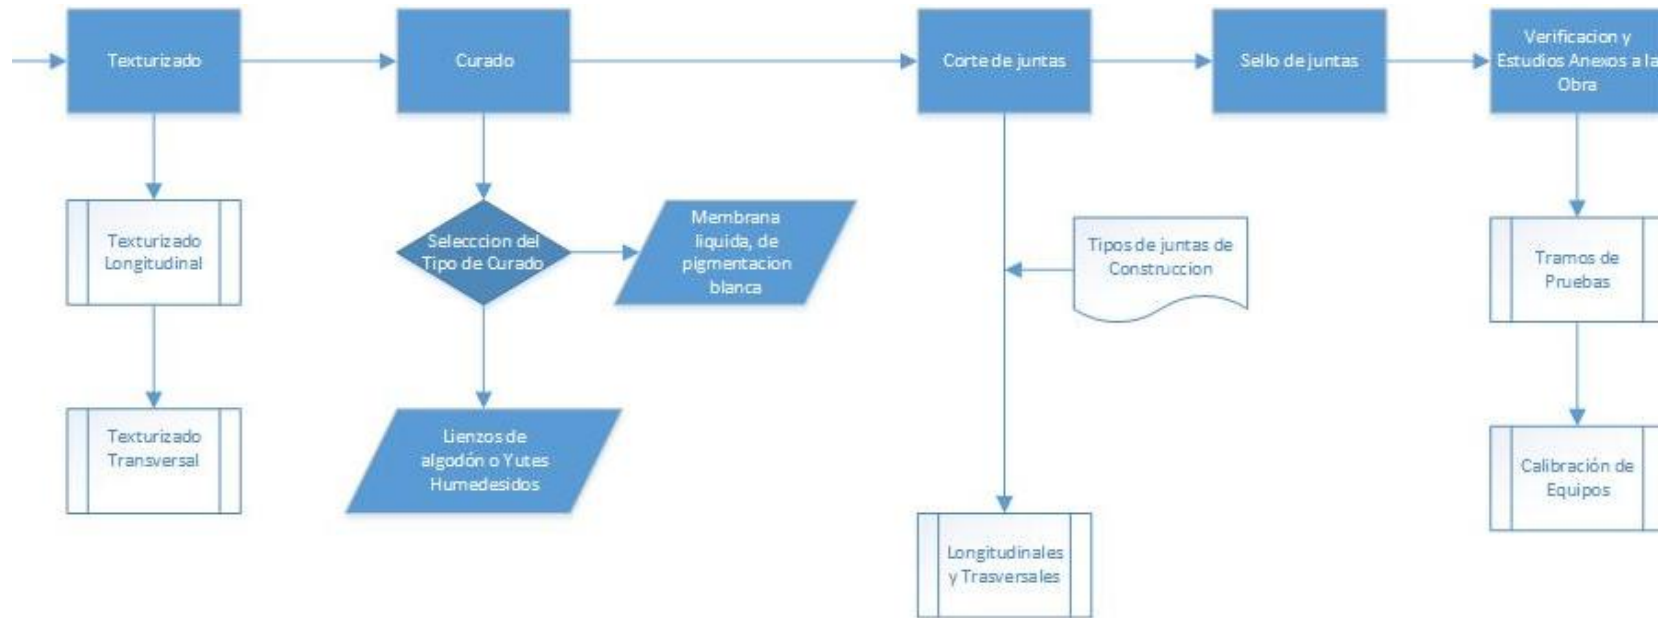 Texturizado
Curado
Corte de juntas
Sello de juntas
Verificacion y
Estudios Anexos a la
Obra
Texturizado
Longitudinal
Selecccion del
Tipo de Curado
Membrana
liquida, de
pigmentacion
blanca
Tipos de juntas de
Construccion
Tramos de
Pruebas
Texturizado
Transversal
Lienzos de
algodón o Yutes
Humedesidos
Calibración de
Equipos
Longitudinales
y Trasversales